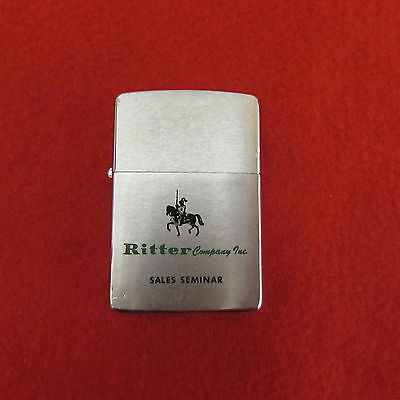 Ritter Company Inc.
SALES SEMINAR